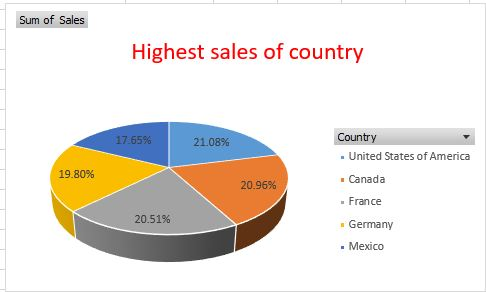 Sum of Sales
Highest sales of country
17.65%
21.08%
19.80%
20.96%
20.51%
Country
United States of America
Canada
France
Germany
Mexico